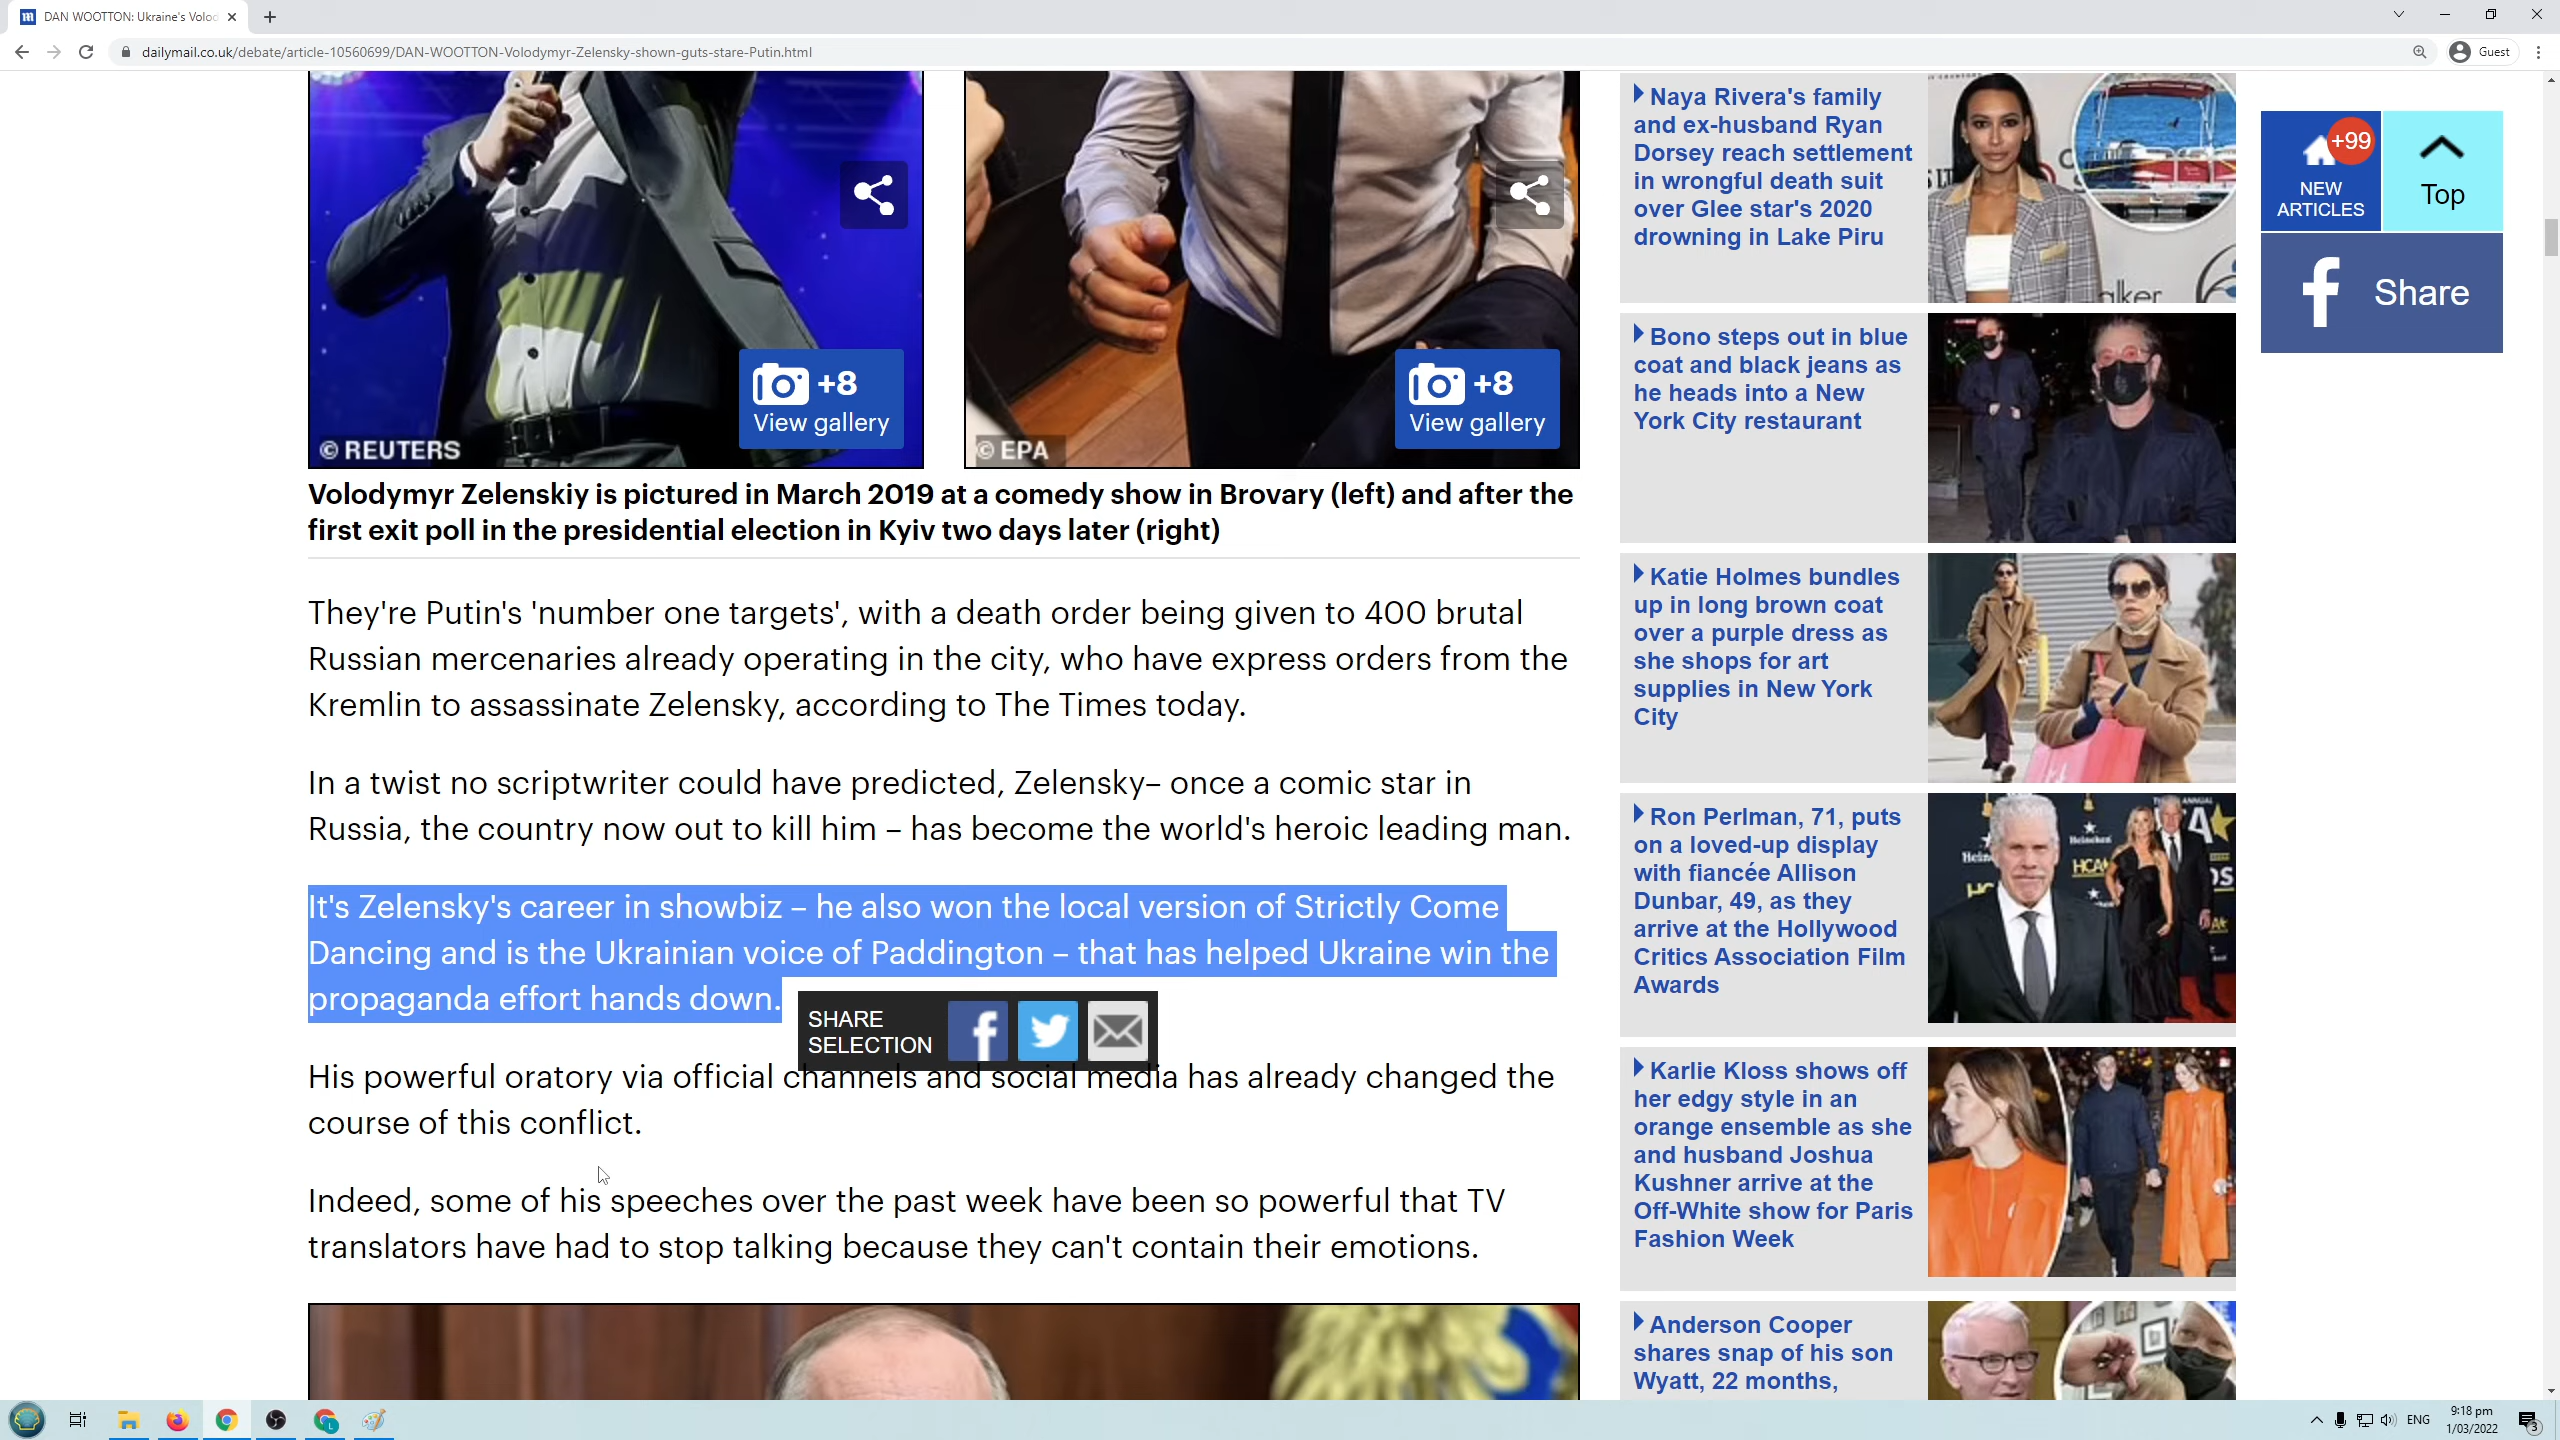 DAN WOOTTON: Ukraine's Volod
dailymail.co.uk/debate/article-10560699/DAN-WOOTTON-Volodymyr-Zelensky-shown-guts-stare-Putin.html
Guest
© REUTERS
+8
View gallery
© EPA
+8
View gallery
Volodymyr Zelenskiy is pictured in March 2019 at a comedy show in Brovary (left) and after the
first exit poll in the presidential election in Kyiv two days later (right)
They're Putin's 'number one targets', with a death order being given to 400 brutal
Russian mercenaries already operating in the city, who have express orders from the
Kremlin to assassinate Zelensky, according to The Times today.
In a twist no scriptwriter could have predicted, Zelensky– once a comic star in
Russia, the country now out to kill him – has become the world's heroic leading man.
It's Zelensky's career in showbiz – he also won the local version of Strictly Come
Dancing and is the Ukrainian voice of Paddington – that has helped Ukraine win the
propaganda effort hands down.
SHARE
SELECTION
His powerful oratory via official channels and social media has already changed the
course of this conflict.
Indeed, some of his speeches over the past week have been so powerful that TV
translators have had to stop talking because they can't contain their emotions.
Naya Rivera's family
and ex-husband Ryan
Dorsey reach settlement
in wrongful death suit
over Glee star's 2020
drowning in Lake Piru
alker
Bono steps out in blue
coat and black jeans as
he heads into a New
York City restaurant
Katie Holmes bundles
up in long brown coat
over a purple dress as
she shops for art
supplies in New York
City
Ron Perlman, 71, puts
on a loved-up display
with fiancée Allison
Dunbar, 49, as they
arrive at the Hollywood
Critics Association Film
Awards
Heineken
HCA
Karlie Kloss shows off
her edgy style in an
orange ensemble as she
and husband Joshua
Kushner arrive at the
Off-White show for Paris
Fashion Week
Anderson Cooper
shares snap of his son
Wyatt, 22 months,
+99
NEW
ARTICLES
Top
Share
ENG
9:18 pm
1/03/2022
3